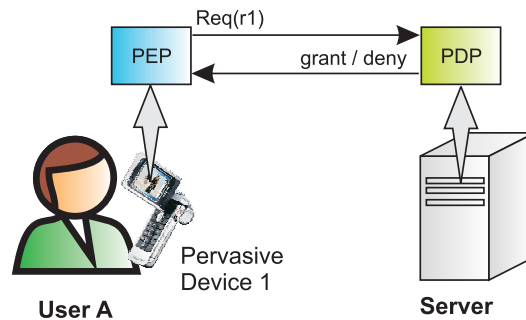 Req(r1)
PEP
PDP
grant / deny
Pervasive
Device 1
User A
Server